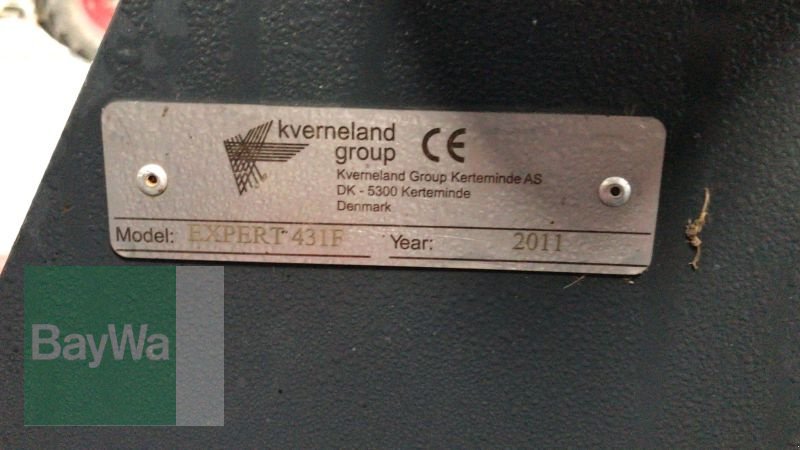 kverneland
group
CE
Kverneland Group Kerteminde AS
DK - 5300 Kerteminde
Denmark
Model: EXPERT 431F Year: 2011
BayWa